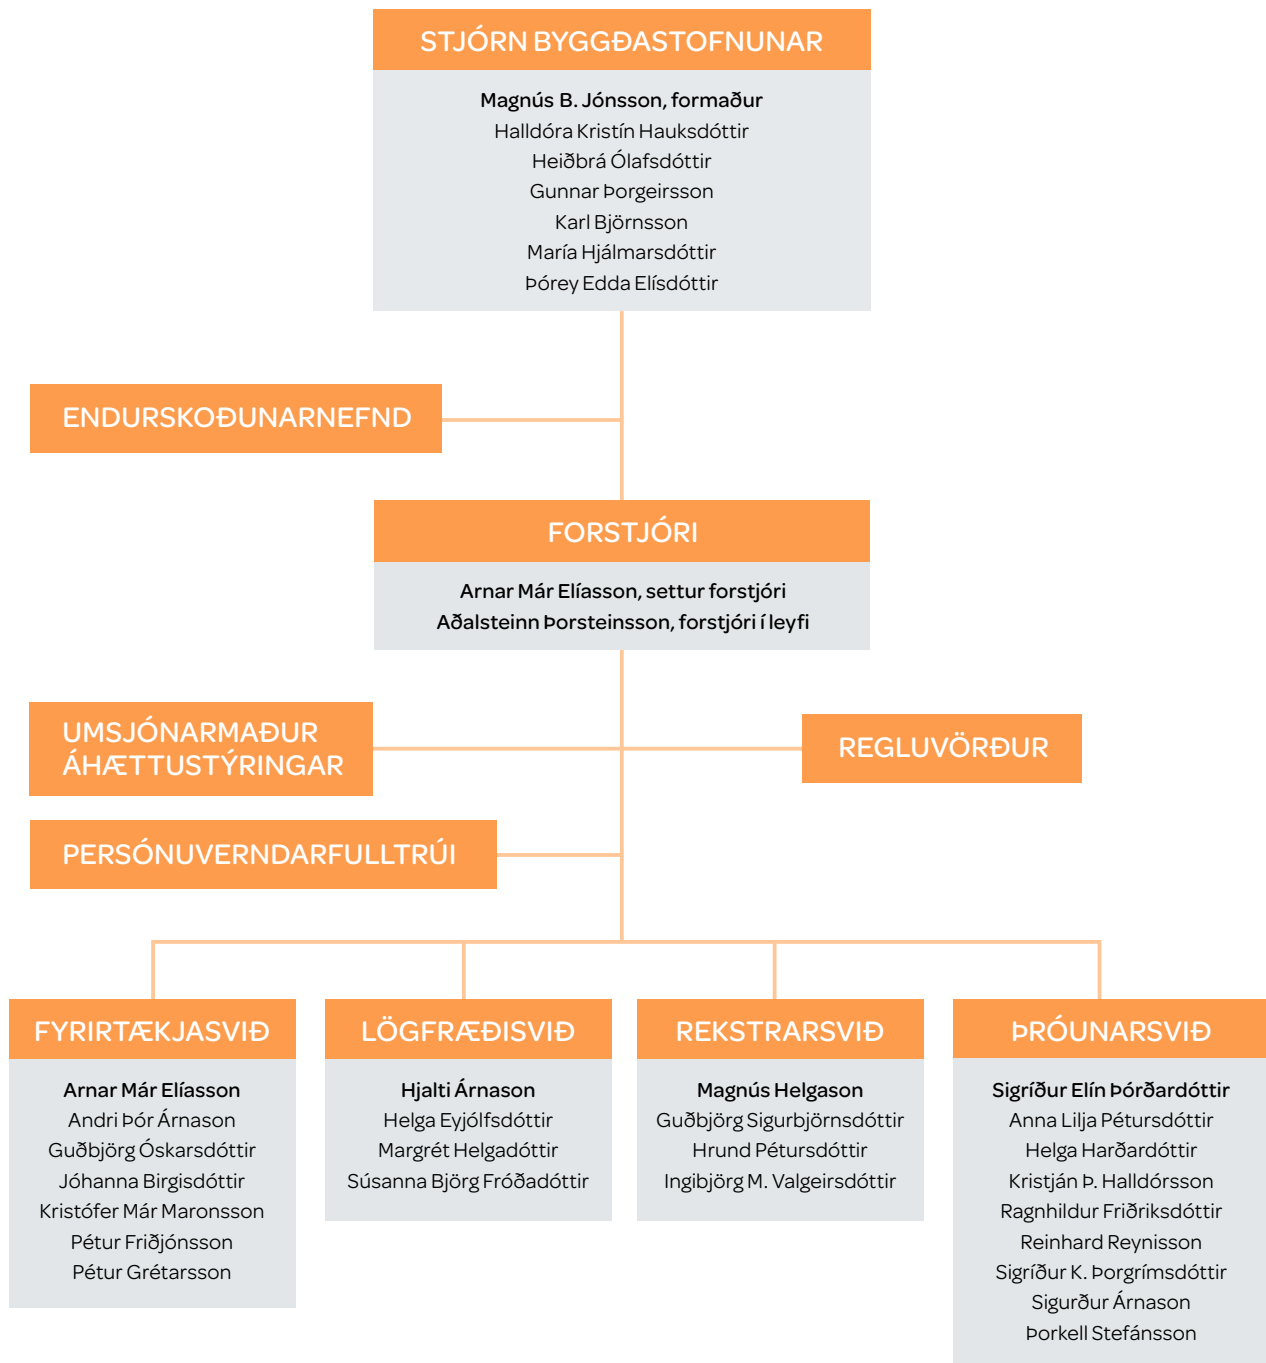 STJÓRN BYGGÐASTOFNUNAR
Magnús B. Jónsson, formaður
Halldóra Kristín Hauksdóttir
Heiðbrá Ólafsdóttir
Gunnar Þorgeirsson
Karl Björnsson
María Hjálmarsdóttir
Þórey Edda Elísdóttir
ENDURSKOÐUNARNEFND
FORSTJÓRI
Arnar Már Elíasson, settur forstjóri
Aðalsteinn Þorsteinsson, forstjóri í leyfi
UMSJÓNARMAÐUR
ÁHÆTTUSTÝRINGAR
REGLUVÖRÐUR
PERSÓNUVERNDARFULLTRÚI
FYRIRTÆKJASVIÐ
Arnar Már Elíasson
Andri Þór Árnason
Guðbjörg Óskarsdóttir
Jóhanna Birgisdóttir
Kristófer Már Maronsson
Pétur Friðjónsson
Pétur Grétarsson
LÖGFRÆÐISVIÐ
Hjalti Árnason
Helga Eyjólfsdóttir
Margrét Helgadóttir
Súsanna Björg Fróðadóttir
REKSTRARSVIÐ
Magnús Helgason
Guðbjörg Sigurbjörnsdóttir
Hrund Pétursdóttir
Ingibjörg M. Valgeirsdóttir
ÞRÓUNARSVIÐ
Sigríður Elín Þórðardóttir
Anna Lilja Pétursdóttir
Helga Harðardóttir
Kristján Þ. Halldórsson
Ragnhildur Friðriksdóttir
Reinhard Reynisson
Sigríður K. Þorgrímsdóttir
Sigurður Árnason
Þorkell Stefánsson